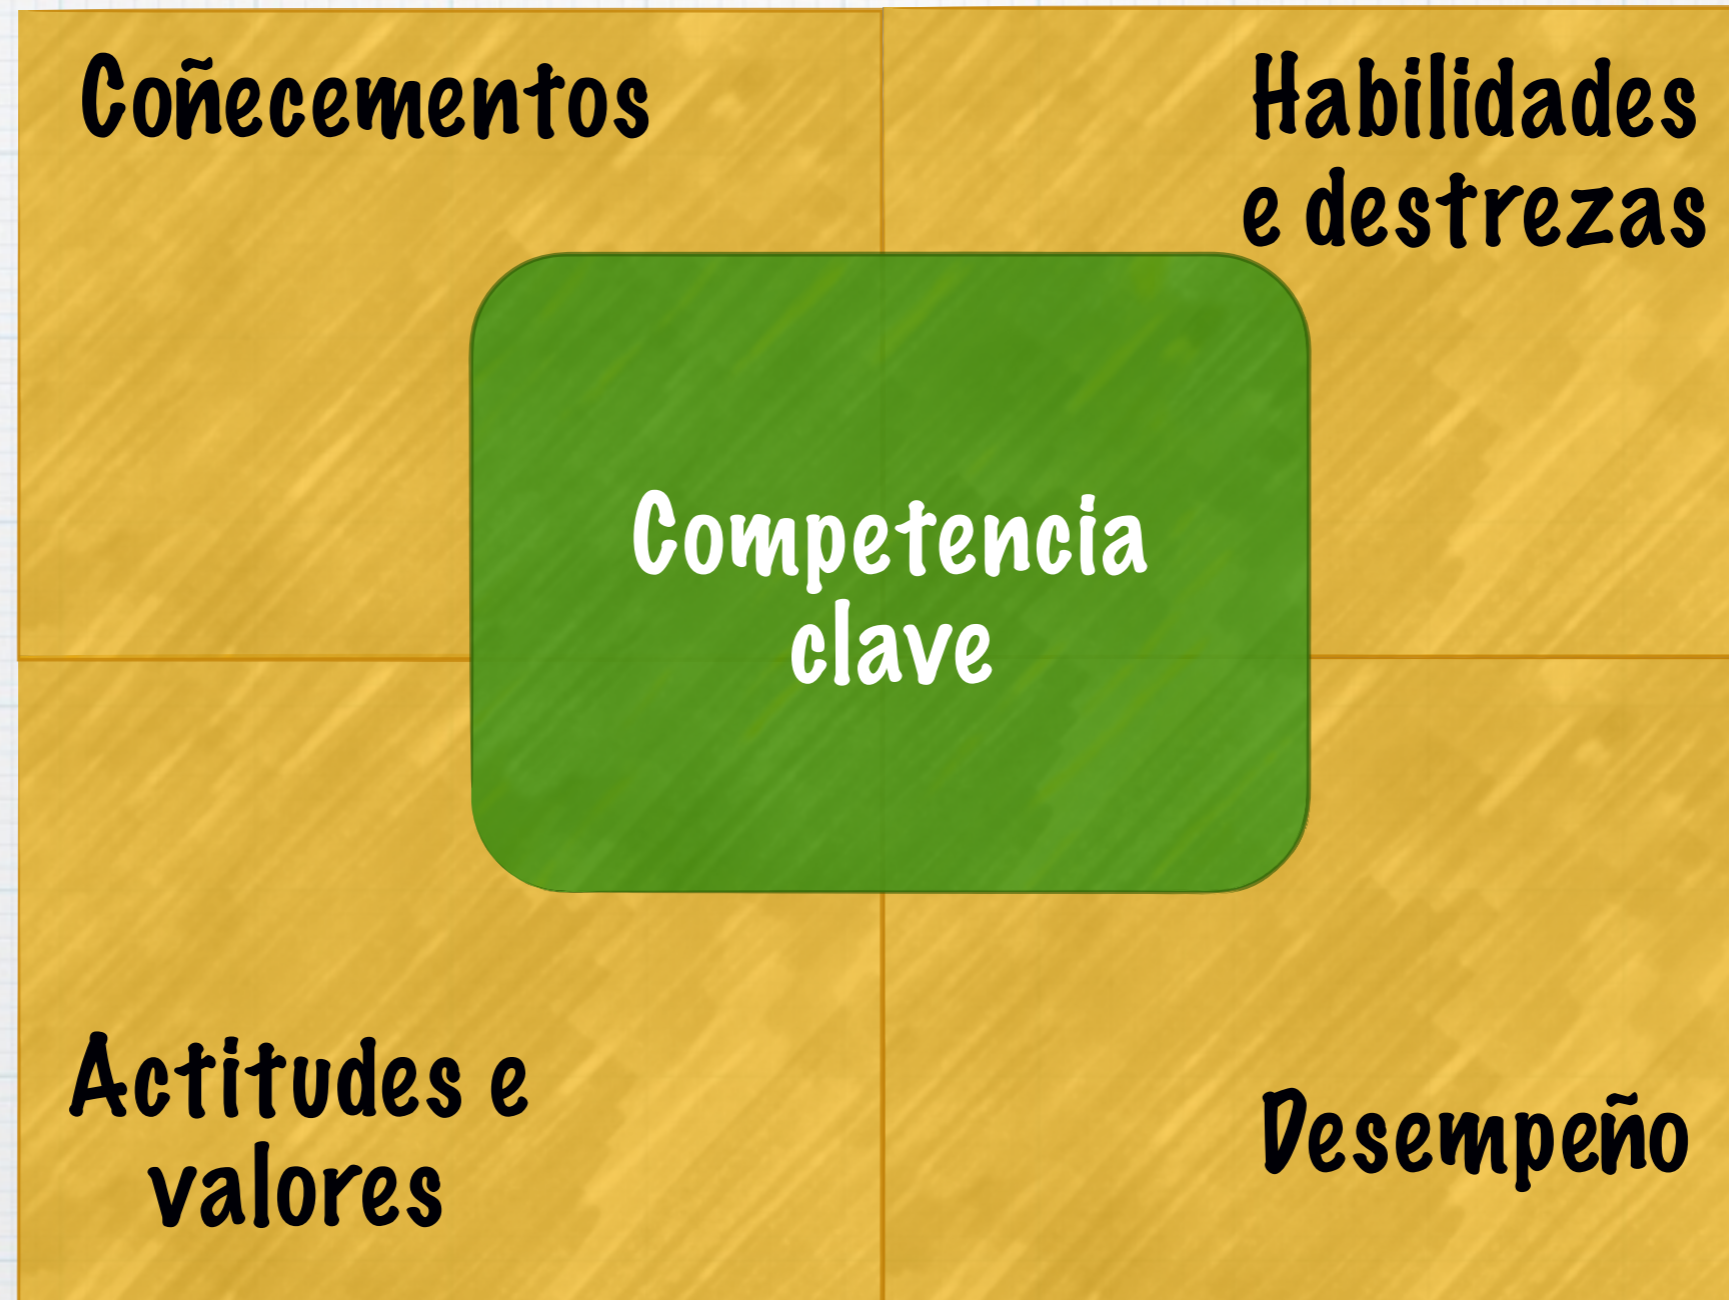 Coñecementos
Habilidades
e destrezas
Competencia
clave
Actitudes e
valores
Desempeño